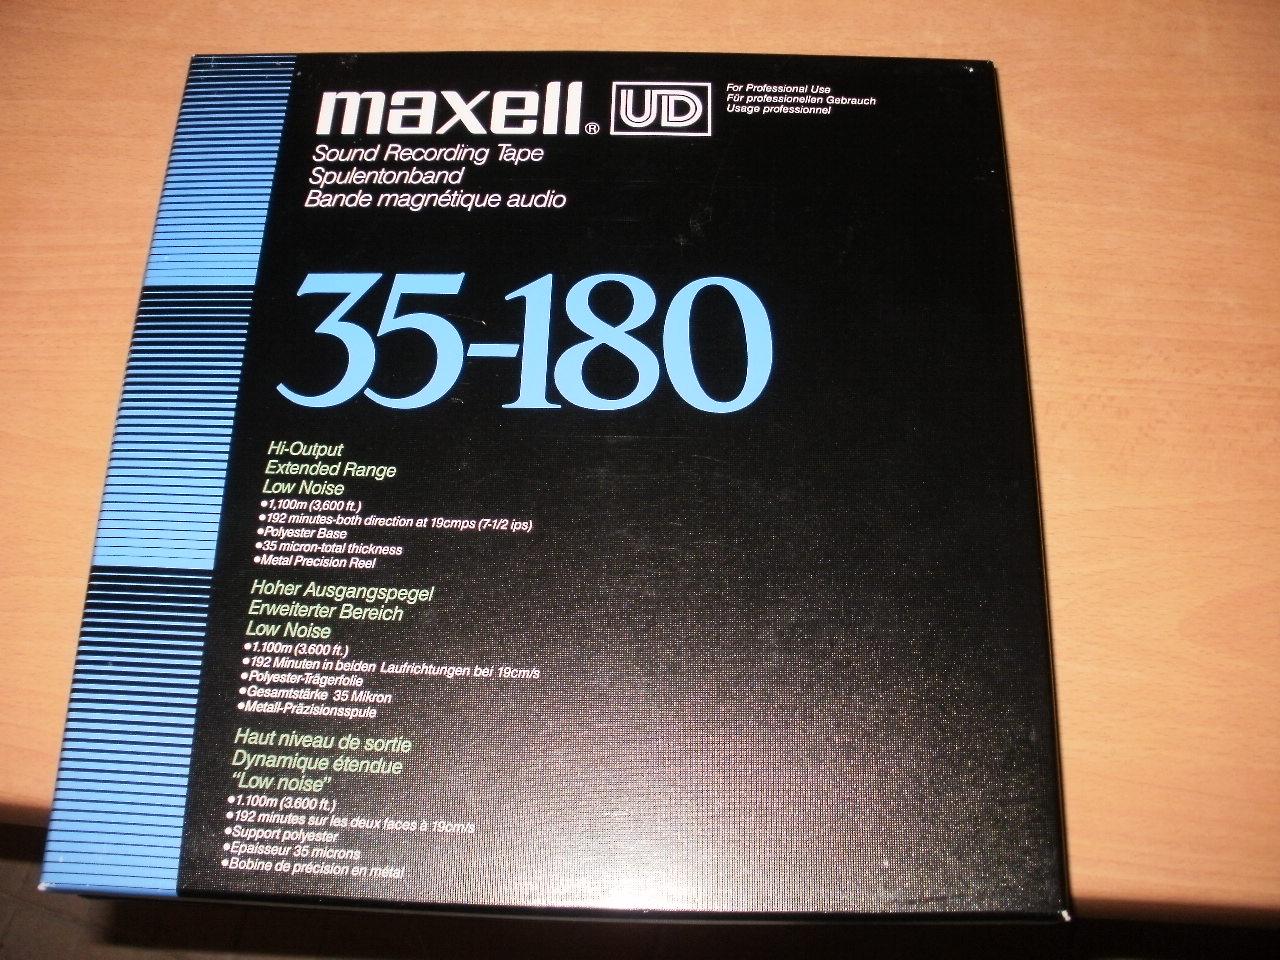 maxell® UD
For Professional Use
Für professionellen Gebrauch
Usage professionnel
Sound Recording Tape
Spulentonband
Bande magnétique audio
35-180
Hi-Output
Extended Range
Low Noise
•1,100m (3,600 ft.)
•192 minutes-both direction at 19cmps (7-1/2 ips)
•Polyester Base
•35 micron-total thickness
•Metal Precision Reel
Hoher Ausgangspegel
Erweiterter Bereich
Low Noise
•1.100m (3.600 ft.)
•192 Minuten in beiden Laufrichtungen bei 19cm/s
•Polyester-Trägerfolie
•Gesamtstärke 35 Mikron
•Metall-Präzisionsspule
Haut niveau de sortie
Dynamique étendue
"Low noise"
•1.100m (3.600 ft.)
•192 minutes sur les deux faces à 19cm/s
•Support polyester
•Epaisseur 35 microns
•Bobine de précision en métal